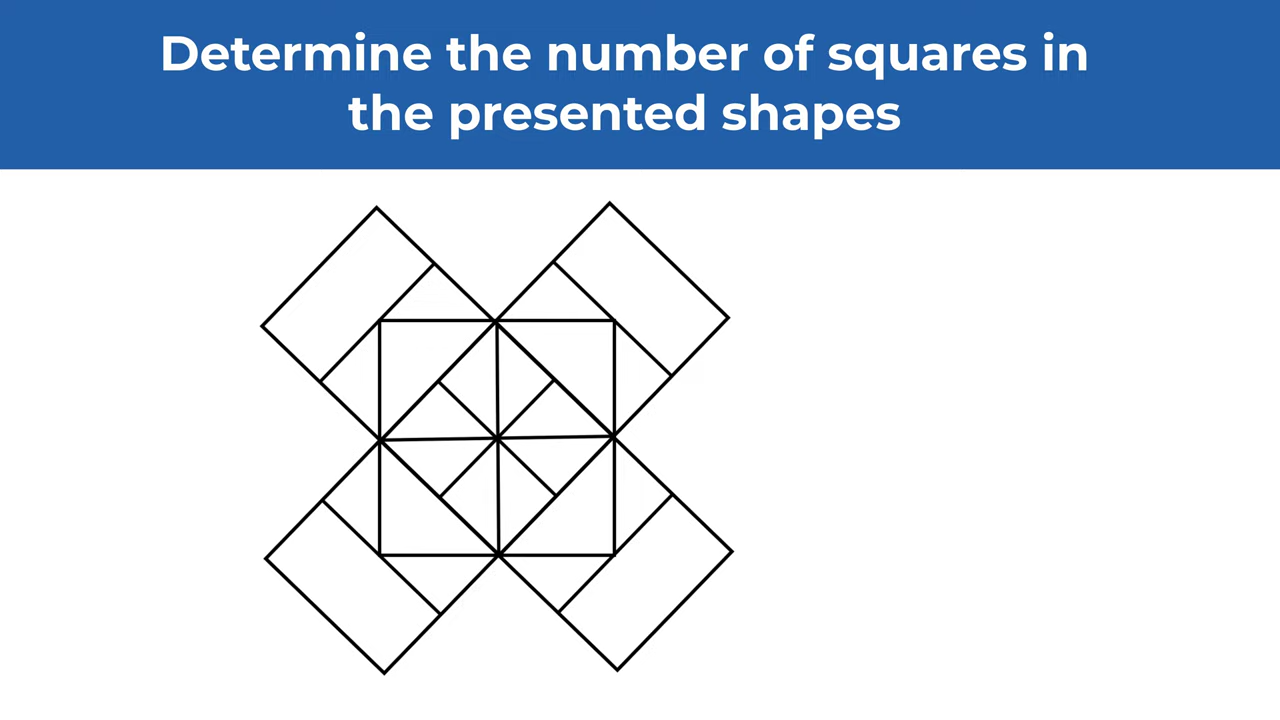 Determine the number of squares in
the presented shapes